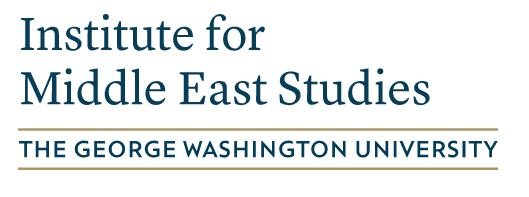 Institute for
Middle East Studies
THE GEORGE WASHINGTON UNIVERSITY